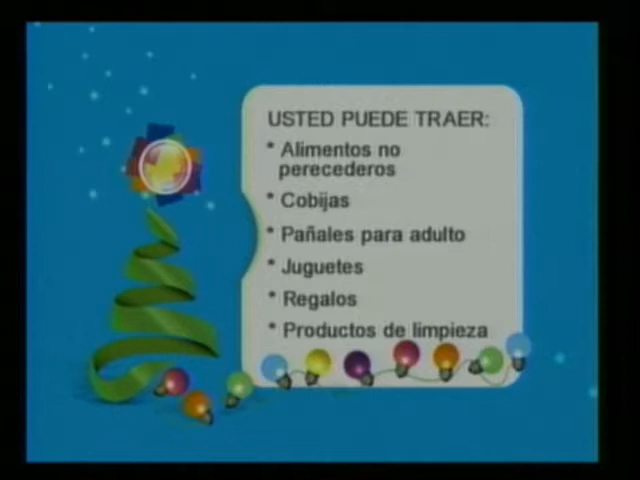 USTED PUEDE TRAER:
* Alimentos no
perecederos
* Cobijas
* Pañales para adulto
* Juguetes
* Regalos
* Productos de limpieza